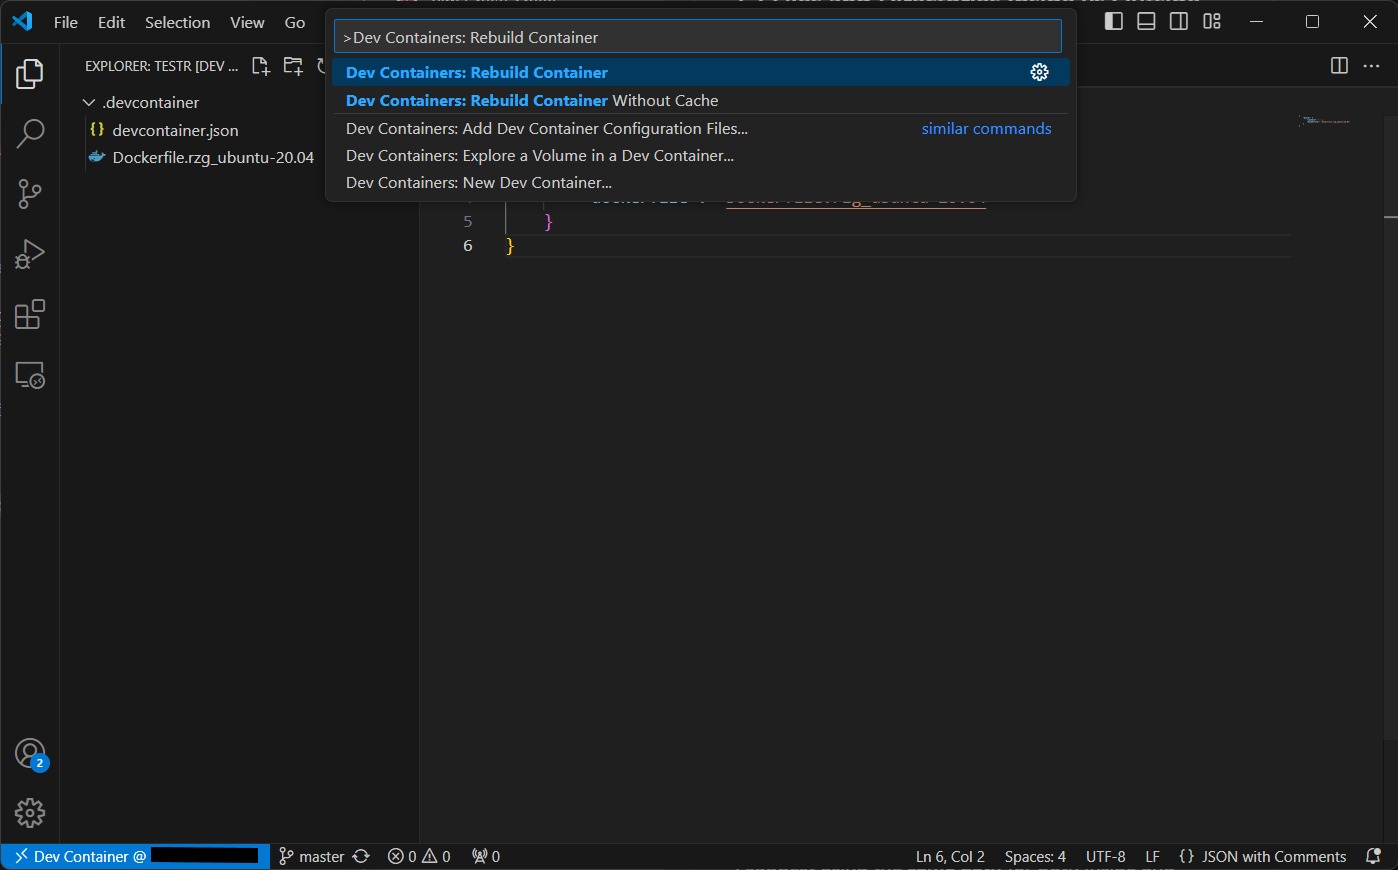 File Edit Selection View Go
>Dev Containers: Rebuild Container
Dev Containers: Rebuild Container
Dev Containers: Rebuild Container Without Cache
Dev Containers: Add Dev Container Configuration Files... similar commands
Dev Containers: Explore a Volume in a Dev Container...
Dev Containers: New Dev Container...
EXPLORER: TESTR [DEV ...
.devcontainer
{} devcontainer.json
Dockerfile.rzg_ubuntu-20.04
5 }
6 }
2
Dev Container @ master 0 0 0 Ln 6, Col 2 Spaces: 4 UTF-8 LF {} JSON with Comments